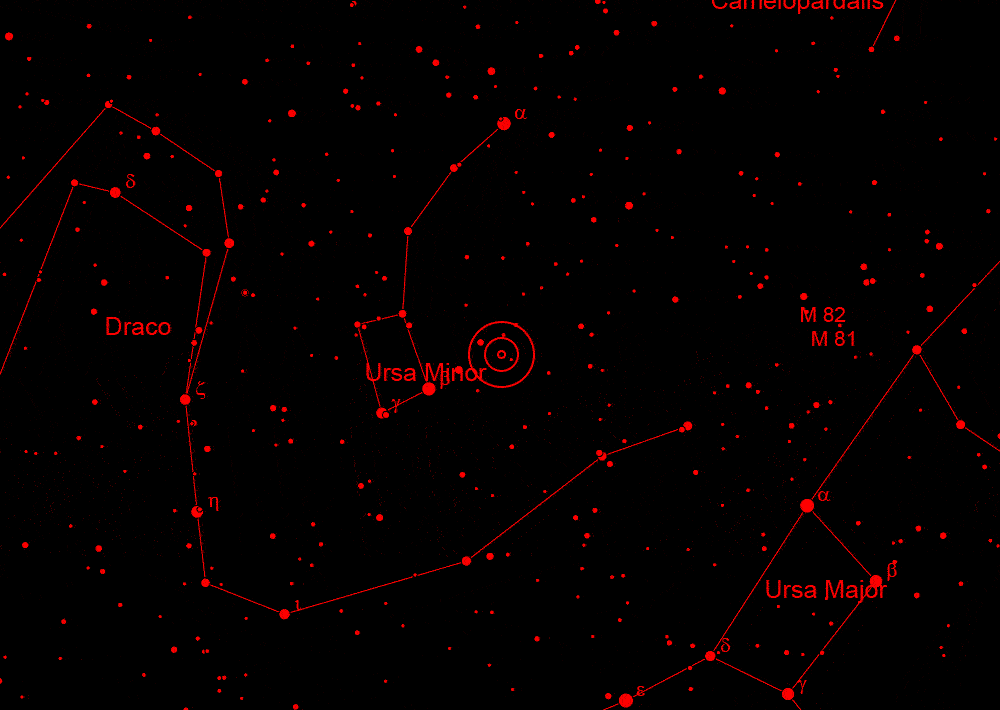 Camelopardalis
α
δ
M 82
Draco
M 81
Ursa Minor
β
ζ
γ
α
η
β
Ursa Major
ι
δ
ε
γ